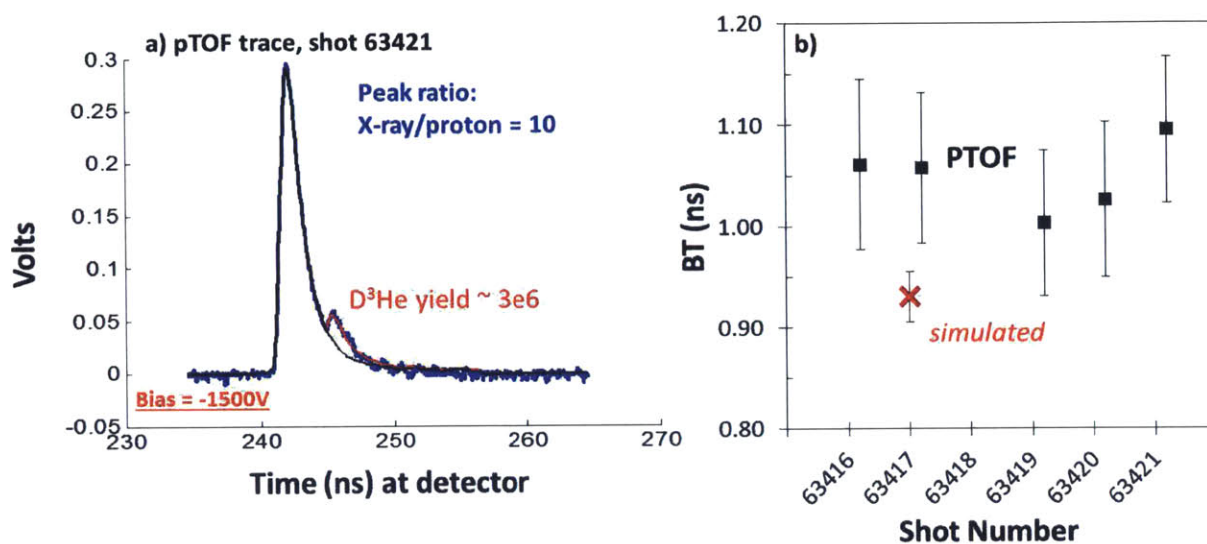 a) pTOF trace, shot 63421
0.3
Peak ratio:
X-ray/proton = 10
0.25
0.2
0.15
0.1
0.05
0
-0.05
Volts
D³He yield ~ 3e6
Bias = -1500V
230
240
250
260
270
Time (ns) at detector
b)
1.20
1.10
1.00
0.90
0.80
BT (ns)
PTOF
simulated
63416
63417
63418
63419
63420
63421
Shot Number